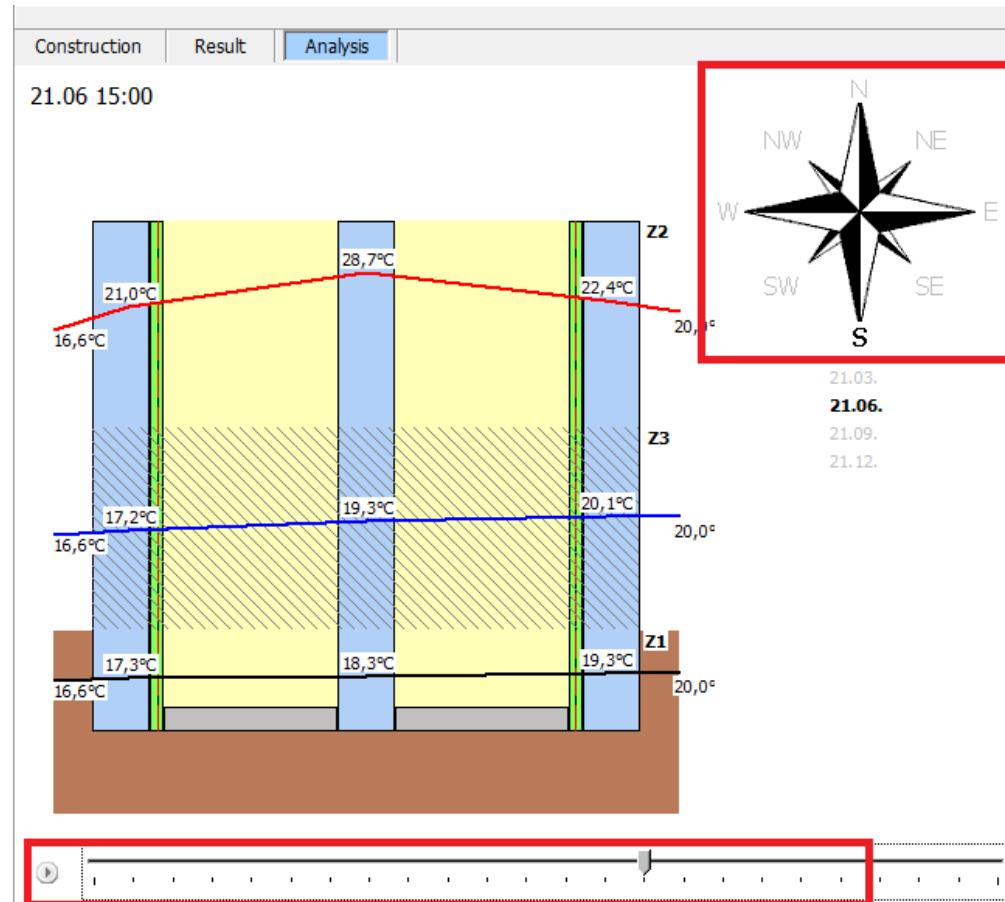 Construction Result Analysis
21.06 15:00
N
NW NE
W E
SW SE
S
21.03.
21.06.
21.09.
21.12.
Z2
28,7°C
21,0°C 22,4°C
16,6°C 20,0°
Z3
17,2°C 19,3°C 20,1°C
16,6°C 20,0°
Z1
17,3°C 18,3°C 19,3°C
16,6°C 20,0°